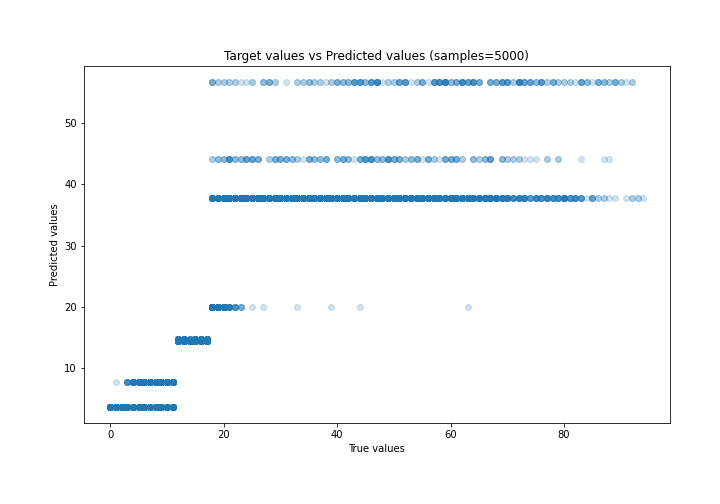 Target values vs Predicted values (samples=5000)
50
40
30
20
10
Predicted values
0 20 40 60 80
True values